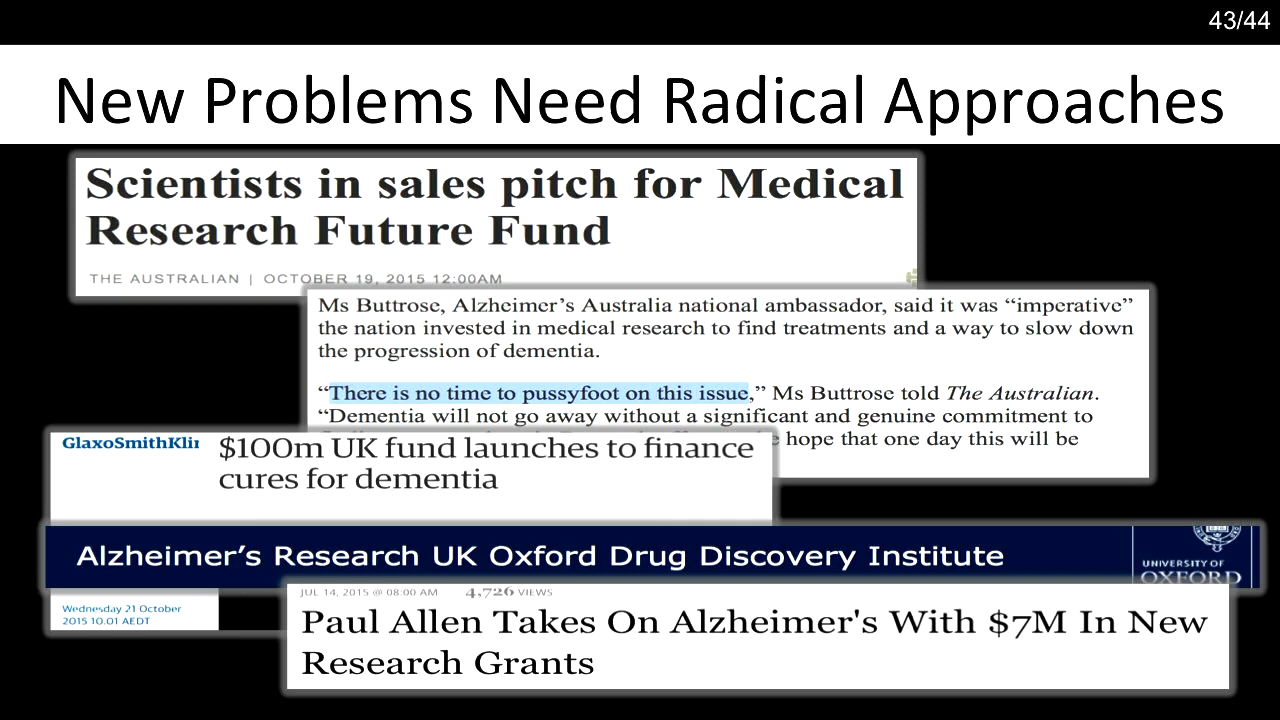 43/44
New Problems Need Radical Approaches
Scientists in sales pitch for Medical
Research Future Fund
THE AUSTRALIAN | OCTOBER 19, 2015 12:00AM
Ms Buttrose, Alzheimer’s Australia national ambassador, said it was “imperative”
the nation invested in medical research to find treatments and a way to slow down
the progression of dementia.
“There is no time to pussyfoot on this issue,” Ms Buttrose told The Australian.
“Dementia will not go away without a significant and genuine commitment to
hope that one day this will be
GlaxoSmithKlin
$100m UK fund launches to finance
cures for dementia
Alzheimer’s Research UK Oxford Drug Discovery Institute
UNIVERSITY OF
OXFORD
Wednesday 21 October
2015 10.01 AEDT
JUL 14, 2015 @ 08:00 AM 4,726 VIEWS
Paul Allen Takes On Alzheimer's With $7M In New
Research Grants